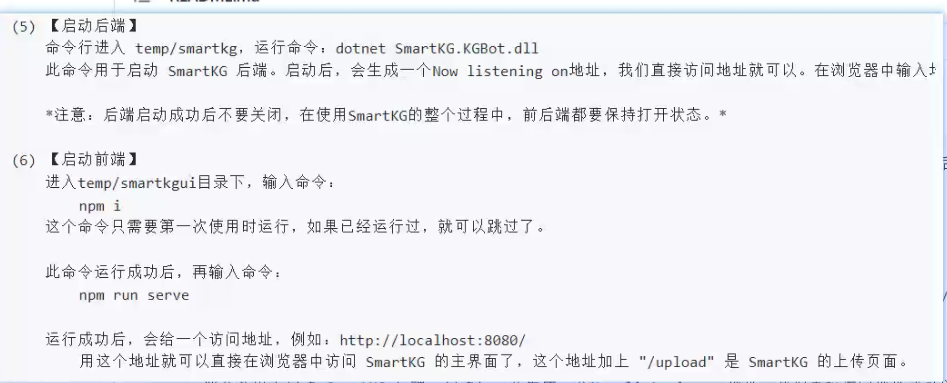 (5) 【启动后端】
命令行进入 temp/smartkg，运行命令：dotnet SmartKG.KGBot.dll
此命令用于启动 SmartKG 后端。启动后，会生成一个Now listening on地址，我们直接访问地址就可以。在浏览器中输入
*注意：后端启动成功后不要关闭，在使用SmartKG的整个过程中，前后端都要保持打开状态。*
(6) 【启动前端】
进入temp/smartkgui目录下，输入命令：
npm i
这个命令只需要第一次使用时运行，如果已经运行过，就可以跳过了。
此命令运行成功后，再输入命令：
npm run serve
运行成功后，会给一个访问地址，例如：http://localhost:8080/
用这个地址就可以直接在浏览器中访问 SmartKG 的主界面了，这个地址加上 "/upload" 是 SmartKG 的上传页面。